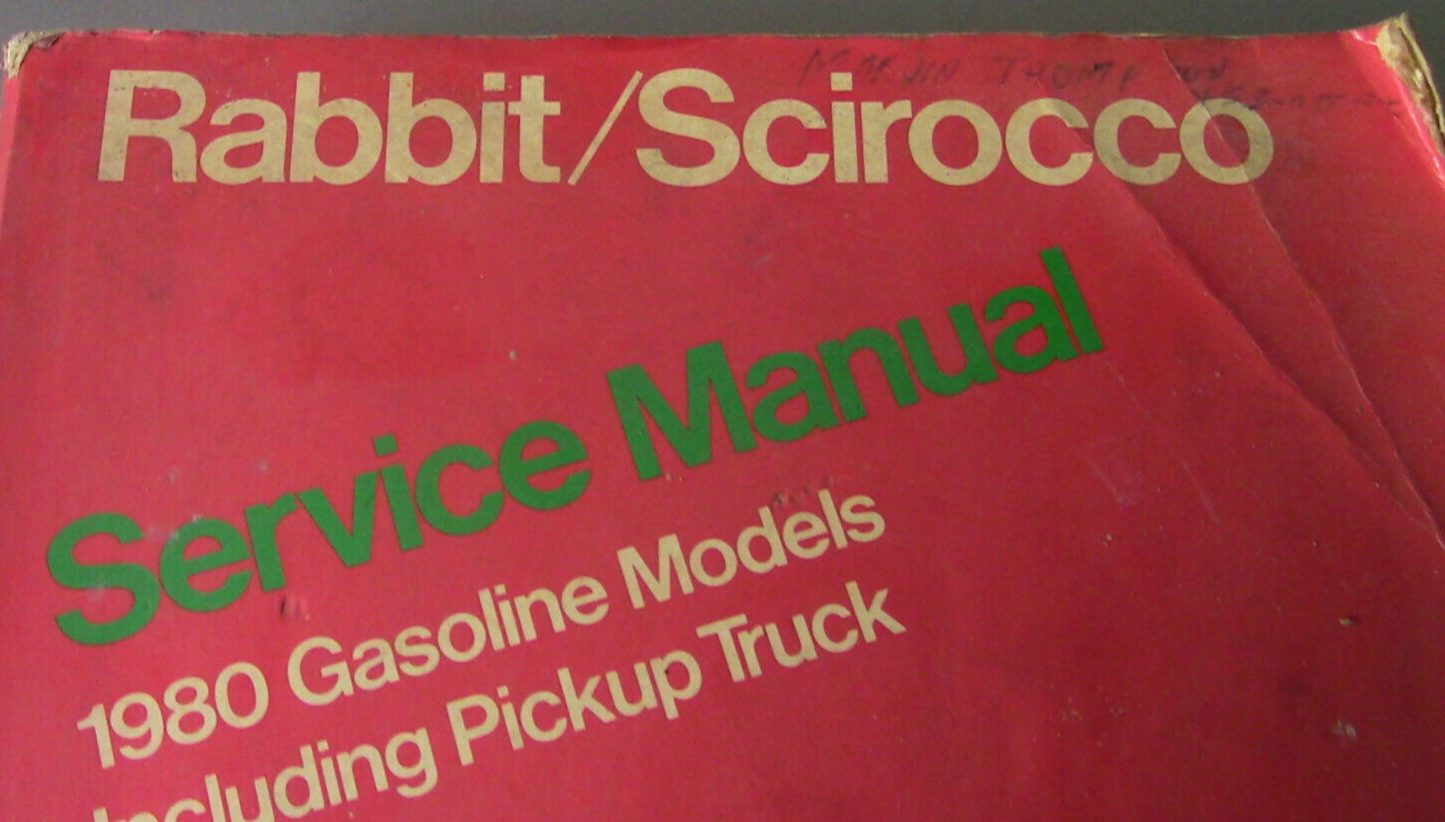 Rabbit/Scirocco
Service Manual
1980 Gasoline Models
Including Pickup Truck